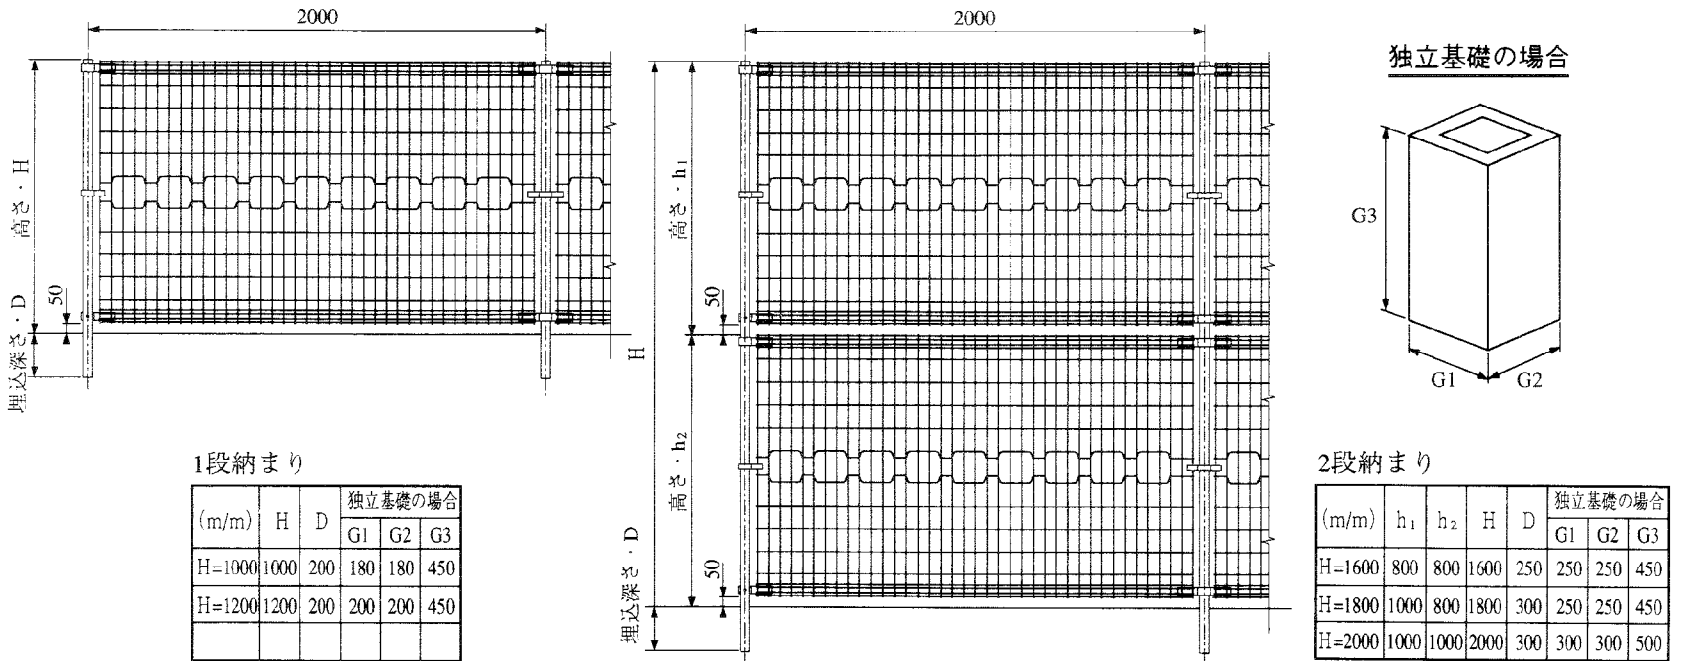 2000
高さ・H
埋込深さ・D
50
2000
高さ・h₁
50
H
高さ・h₂
埋込深さ・D
50
独立基礎の場合
G3
G1 G2
1段納まり
(m/m) H D 独立基礎の場合
G1 G2 G3
H=1000 1000 200 180 180 450
H=1200 1200 200 200 200 450
2段納まり
(m/m) h₁ h₂ H D 独立基礎の場合
G1 G2 G3
H=1600 800 800 1600 250 250 250 450
H=1800 1000 800 1800 300 250 250 450
H=2000 1000 1000 2000 300 300 300 500